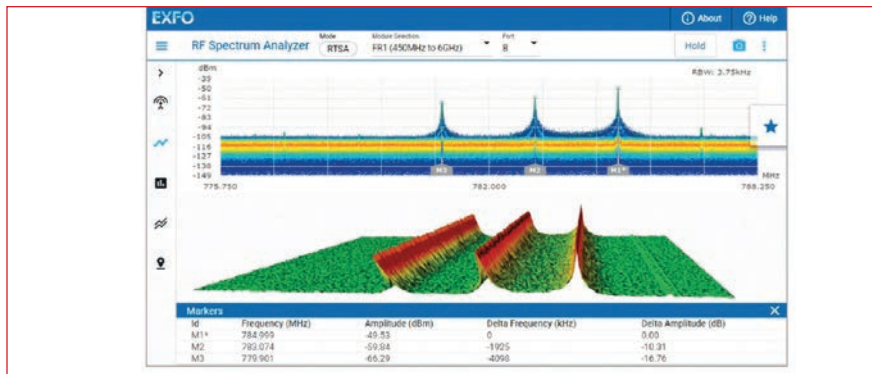 EXFO About Help
RF Spectrum Analyzer Mode RTSA Module Selection FR1 (450MHz to 6GHz) Port 8 Hold
dBm RBW: 3.75kHz
-39
-50
-61
-72
-83
-94
-105
-116
-127
-138
-149
M3 M2 M1* MHz
775.750 782.000 788.250
Markers
Id Frequency (MHz) Amplitude (dBm) Delta Frequency (kHz) Delta Amplitude (dB)
M1* 784.999 -49.53 0 0.00
M2 783.074 -59.84 -1925 -10.31
M3 779.901 -66.29 -4098 -16.76